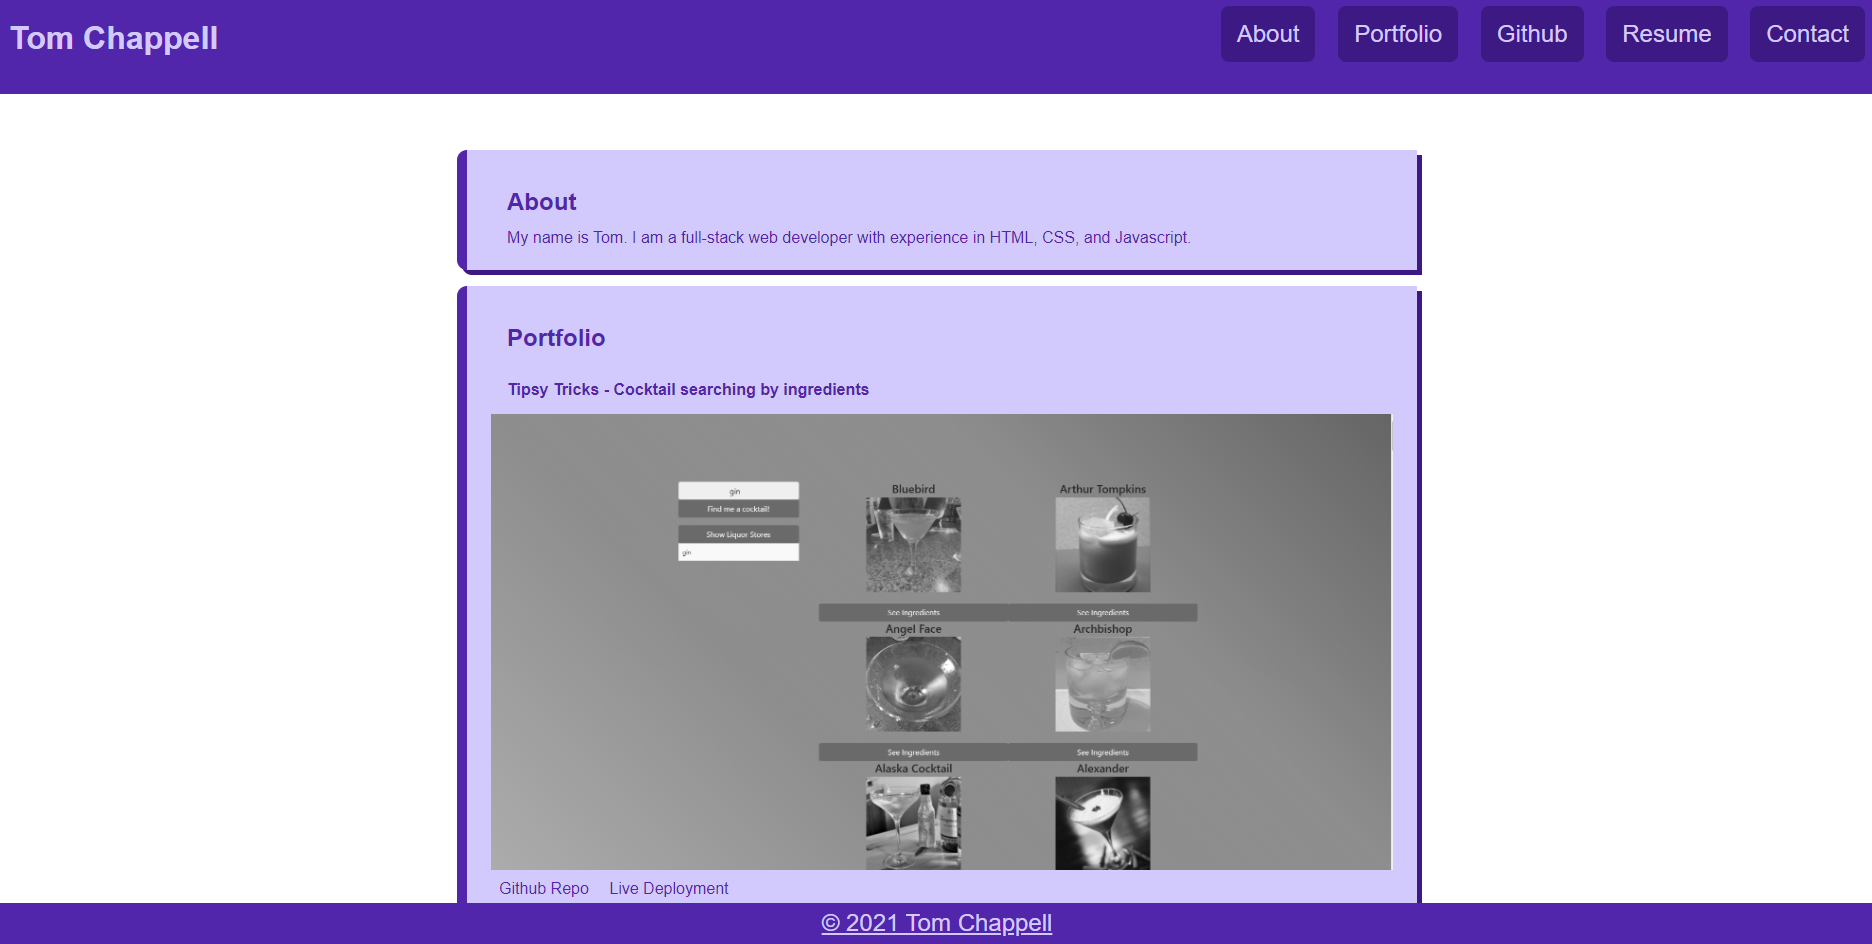 Tom Chappell
About
Portfolio
Github
Resume
Contact
About
My name is Tom. I am a full-stack web developer with experience in HTML, CSS, and Javascript.
Portfolio
Tipsy Tricks - Cocktail searching by ingredients
gin
Find me a cocktail!
Show Liquor Stores
gin
Bluebird
Arthur Tompkins
See Ingredients
See Ingredients
Angel Face
Archbishop
See Ingredients
See Ingredients
Alaska Cocktail
Alexander
Github Repo
Live Deployment
© 2021 Tom Chappell